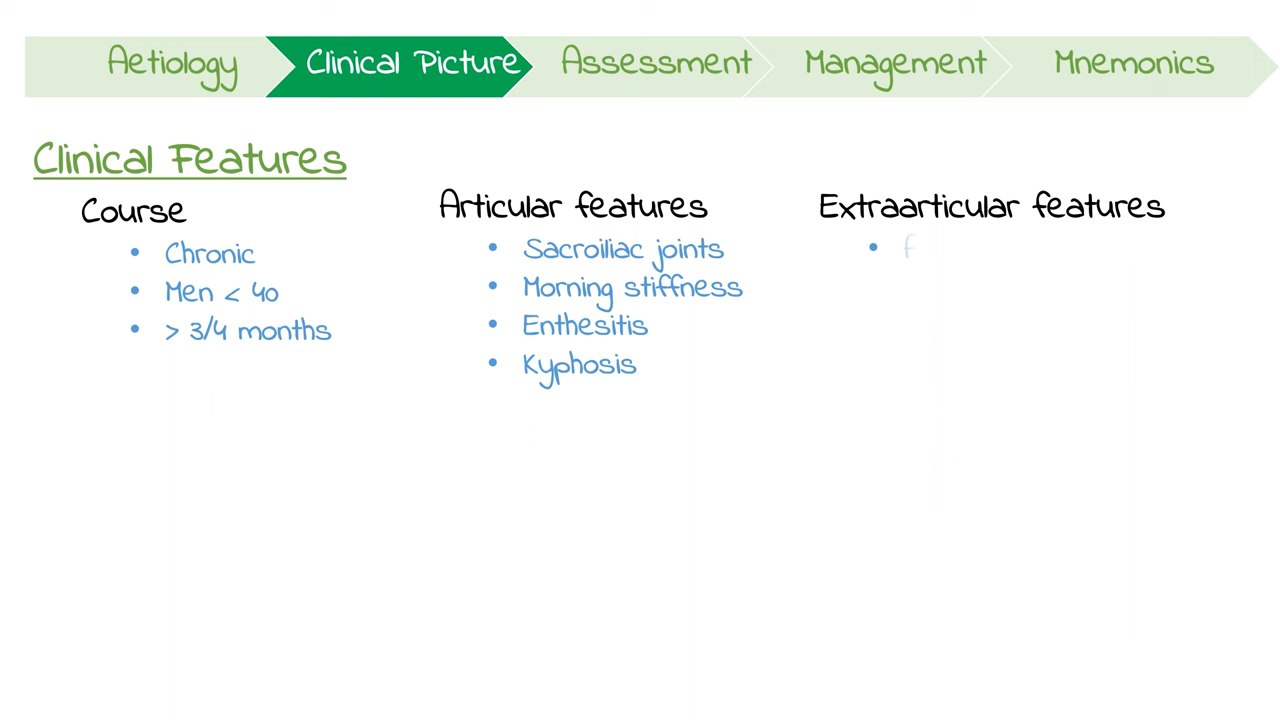 Aetiology
Clinical Picture
Assessment
Management
Mnemonics
Clinical Features
Course
• Chronic
• Men < 40
• > 3/4 months
Articular features
• Sacroiliac joints
• Morning stiffness
• Enthesitis
• Kyphosis
Extraarticular features
•